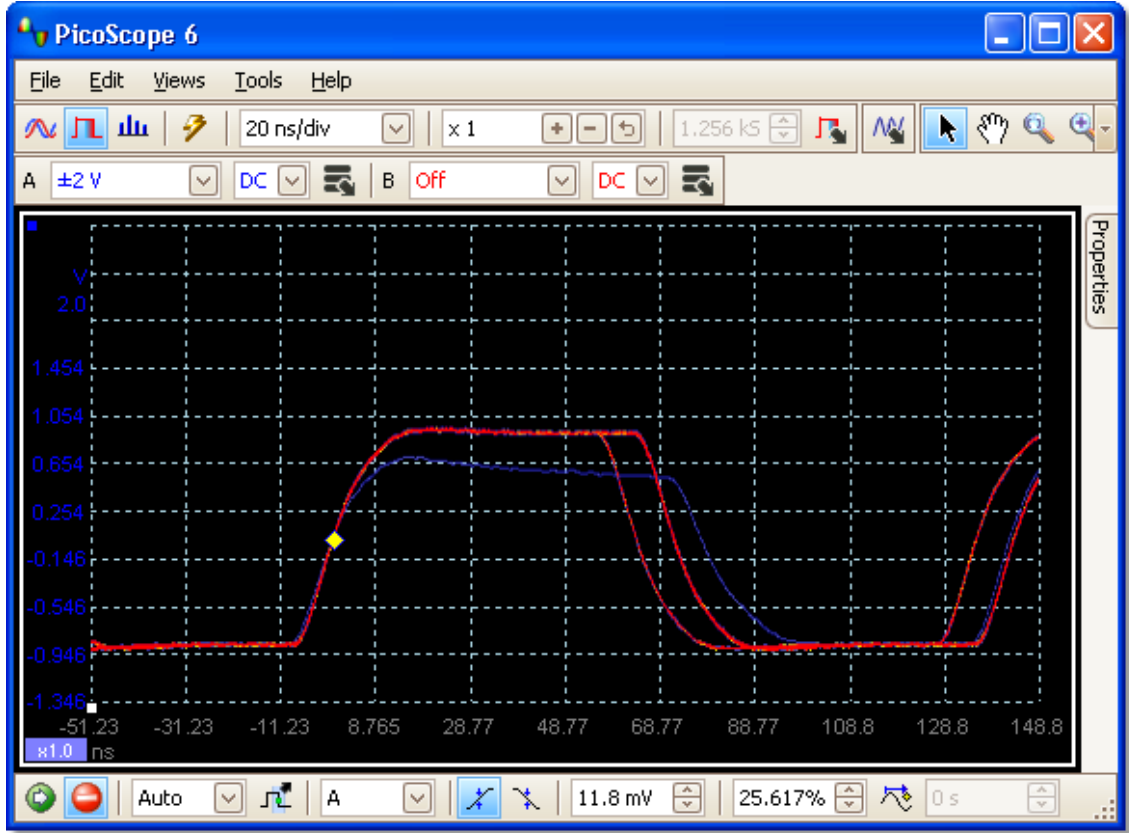 PicoScope 6
File Edit Views Tools Help
20 ns/div x 1 1.256 kS
A ±2 V DC B Off DC
Properties
V
2.0
1.454
1.054
0.654
0.254
-0.146
-0.546
-0.946
-1.346
-51.23 -31.23 -11.23 8.765 28.77 48.77 68.77 88.77 108.8 128.8 148.8
x1.0 ns
Auto A 11.8 mV 25.617% 0 s